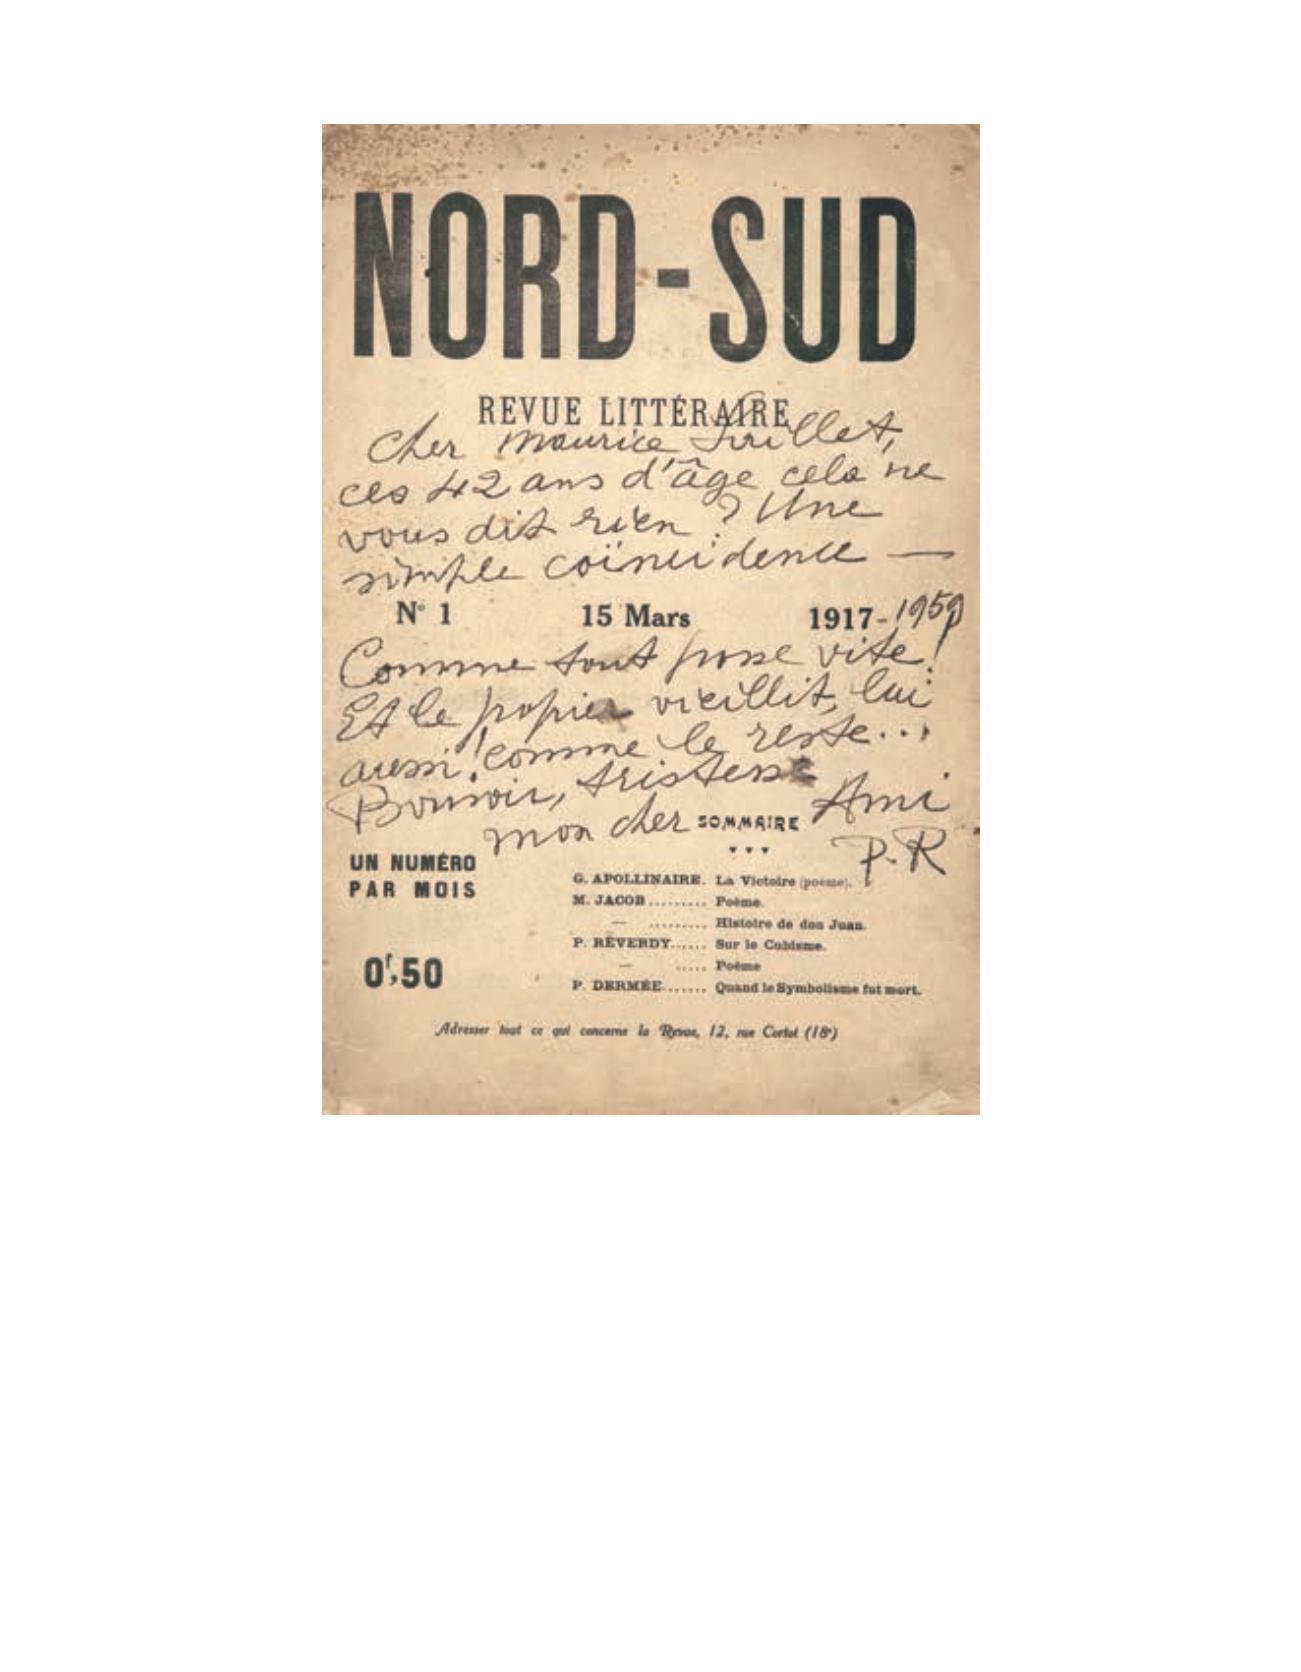 NORD-SUD
REVUE LITTÉRAIRE
Cher Maurice Saillet,
ces 42 ans d'âge cela ne
vous dit rien ? Une
simple coïncidence —
N° 1 15 Mars 1917-1959
Comme tout passe vite !
Et le papier vieillit, lui
aussi ! comme le reste...
Bonsoir, tristesse
mon cher Ami
P.R
SOMMAIRE
UN NUMÉRO
PAR MOIS
0f,50
G. APOLLINAIRE. La Victoire (poème).
M. JACOB ......... Poème.
— ......... Histoire de don Juan.
P. REVERDY...... Sur le Cubisme.
— ..... Poème
P. DERMÉE....... Quand le Symbolisme fut mort.
Adresser tout ce qui concerne la Revue, 12, rue Cortot (18e)